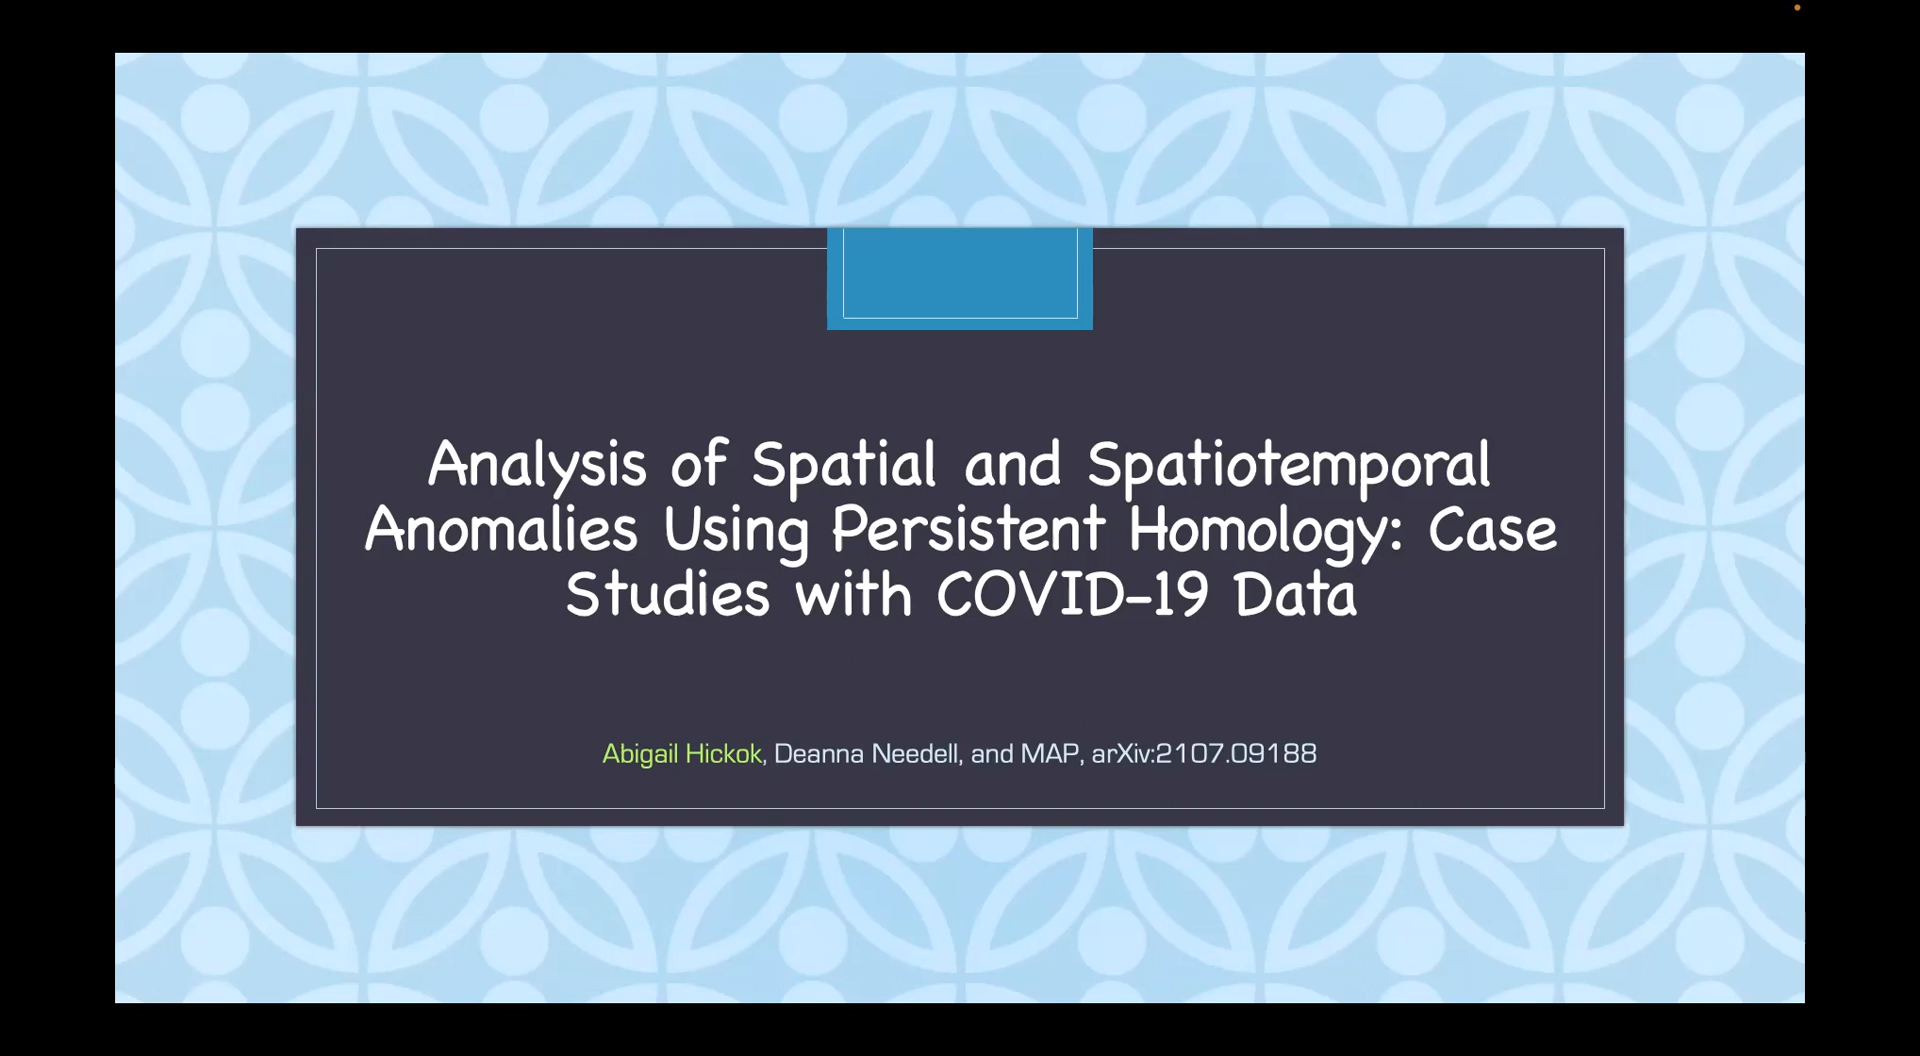 Analysis of Spatial and Spatiotemporal
Anomalies Using Persistent Homology: Case
Studies with COVID-19 Data
Abigail Hickok, Deanna Needell, and MAP, arXiv:2107.09188